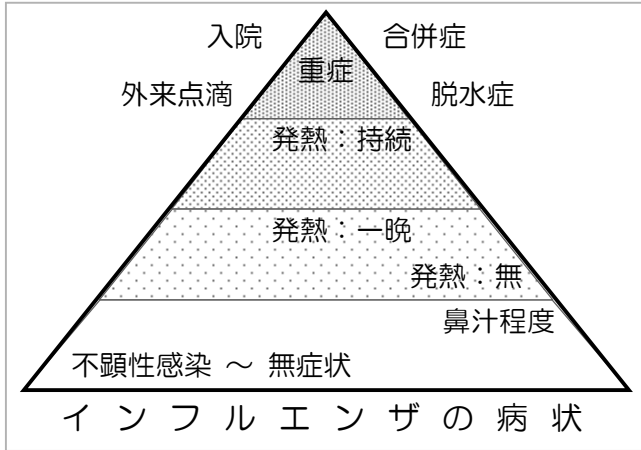 入院
合併症
重症
外来点滴
脱水症
発熱：持続
発熱：一晩
発熱：無
鼻汁程度
不顕性感染 ～ 無症状
インフルエンザの病状